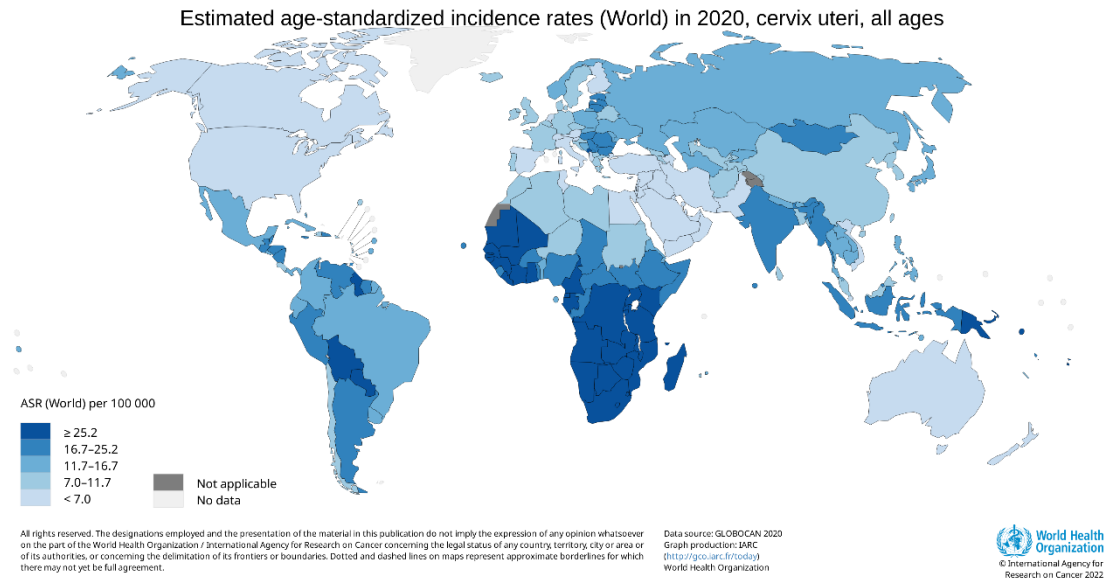 Estimated age-standardized incidence rates (World) in 2020, cervix uteri, all ages
ASR (World) per 100 000
≥ 25.2
16.7–25.2
11.7–16.7
7.0–11.7
< 7.0
Not applicable
No data
All rights reserved. The designations employed and the presentation of the material in this publication do not imply the expression of any opinion whatsoever
on the part of the World Health Organization / International Agency for Research on Cancer concerning the legal status of any country, territory, city or area or
of its authorities, or concerning the delimitation of its frontiers or boundaries. Dotted and dashed lines on maps represent approximate borderlines for which
there may not yet be full agreement.
Data source: GLOBOCAN 2020
Graph production: IARC
(http://gco.iarc.fr/today)
World Health Organization
World Health
Organization
© International Agency for
Research on Cancer 2022